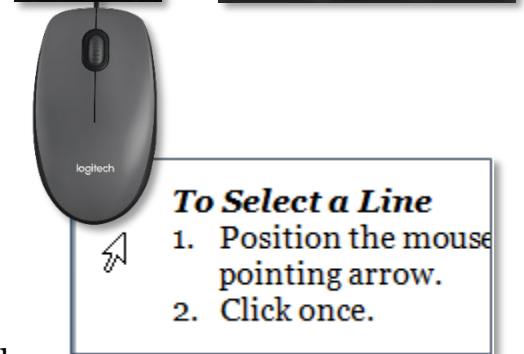 logitech
To Select a Line
1. Position the mouse
pointing arrow.
2. Click once.